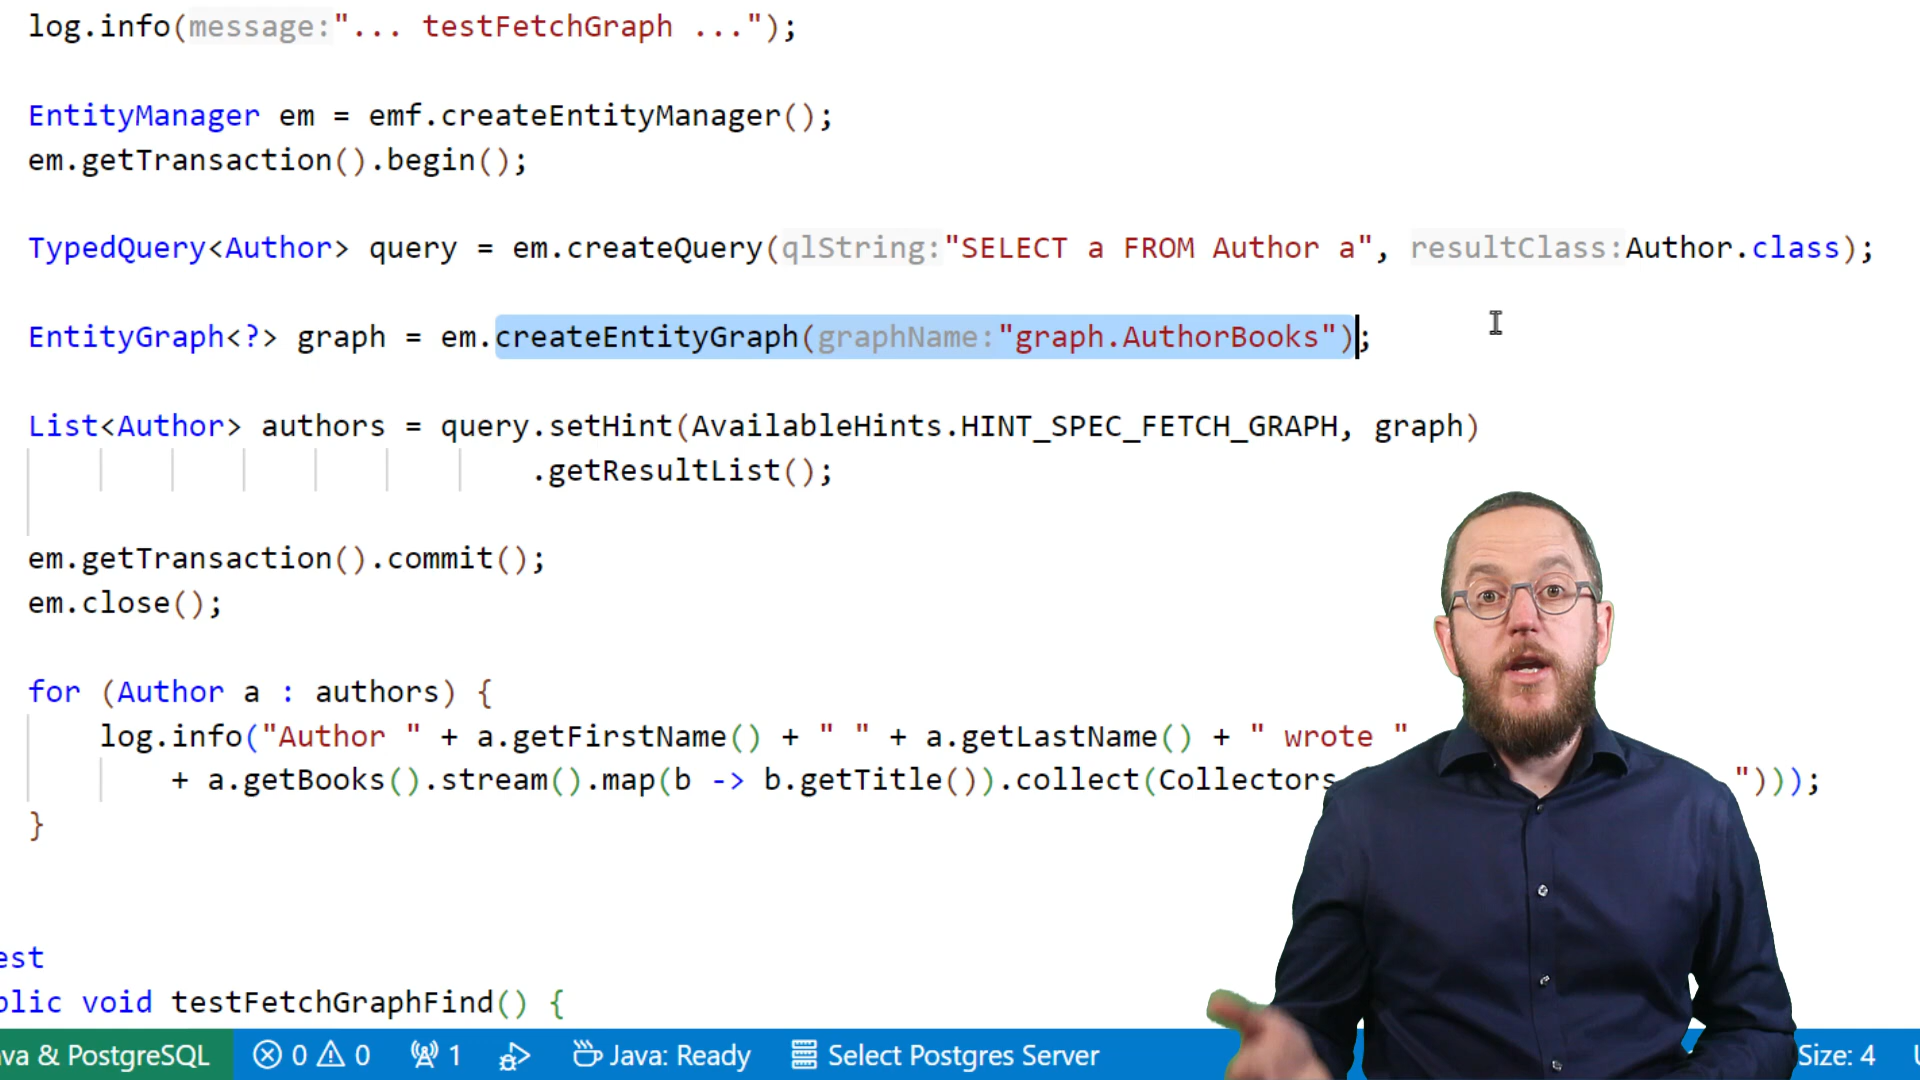 log.info(message:"... testFetchGraph ...");
EntityManager em = emf.createEntityManager();
em.getTransaction().begin();
TypedQuery<Author> query = em.createQuery(qlString:"SELECT a FROM Author a", resultClass:Author.class);
EntityGraph<?> graph = em.createEntityGraph(graphName:"graph.AuthorBooks");
List<Author> authors = query.setHint(AvailableHints.HINT_SPEC_FETCH_GRAPH, graph)
.getResultList();
em.getTransaction().commit();
em.close();
for (Author a : authors) {
log.info("Author " + a.getFirstName() + " " + a.getLastName() + " wrote "
+ a.getBooks().stream().map(b -> b.getTitle()).collect(Collectors ")));
}
est
blic void testFetchGraphFind() {
va & PostgreSQL 0 0 1 Java: Ready Select Postgres Server Size: 4